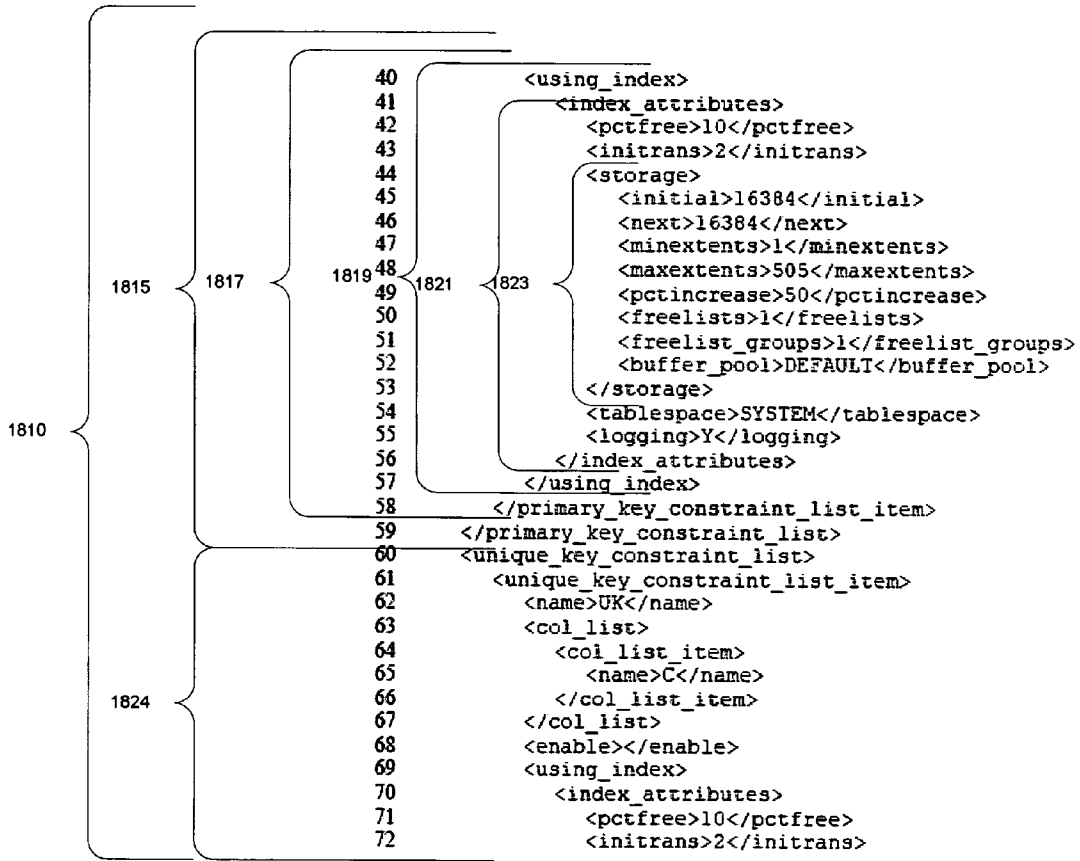 40 <using_index>
41 <index_attributes>
42 <pctfree>10</pctfree>
43 <initrans>2</initrans>
44 <storage>
45 <initial>16384</initial>
46 <next>16384</next>
47 <minextents>1</minextents>
1815 1817 1819 48 1821 1823 <maxextents>505</maxextents>
49 <pctincrease>50</pctincrease>
50 <freelists>1</freelists>
51 <freelist_groups>1</freelist_groups>
52 <buffer_pool>DEFAULT</buffer_pool>
53 </storage>
1810 54 <tablespace>SYSTEM</tablespace>
55 <logging>Y</logging>
56 </index_attributes>
57 </using_index>
58 </primary_key_constraint_list_item>
59 </primary_key_constraint_list>
60 <unique_key_constraint_list>
61 <unique_key_constraint_list_item>
62 <name>UK</name>
63 <col_list>
64 <col_list_item>
65 <name>C</name>
1824 66 </col_list_item>
67 </col_list>
68 <enable></enable>
69 <using_index>
70 <index_attributes>
71 <pctfree>10</pctfree>
72 <initrans>2</initrans>